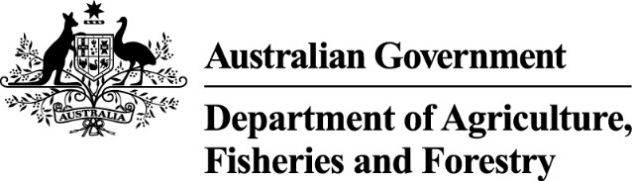 AUSTRALIA
Australian Government
Department of Agriculture,
Fisheries and Forestry